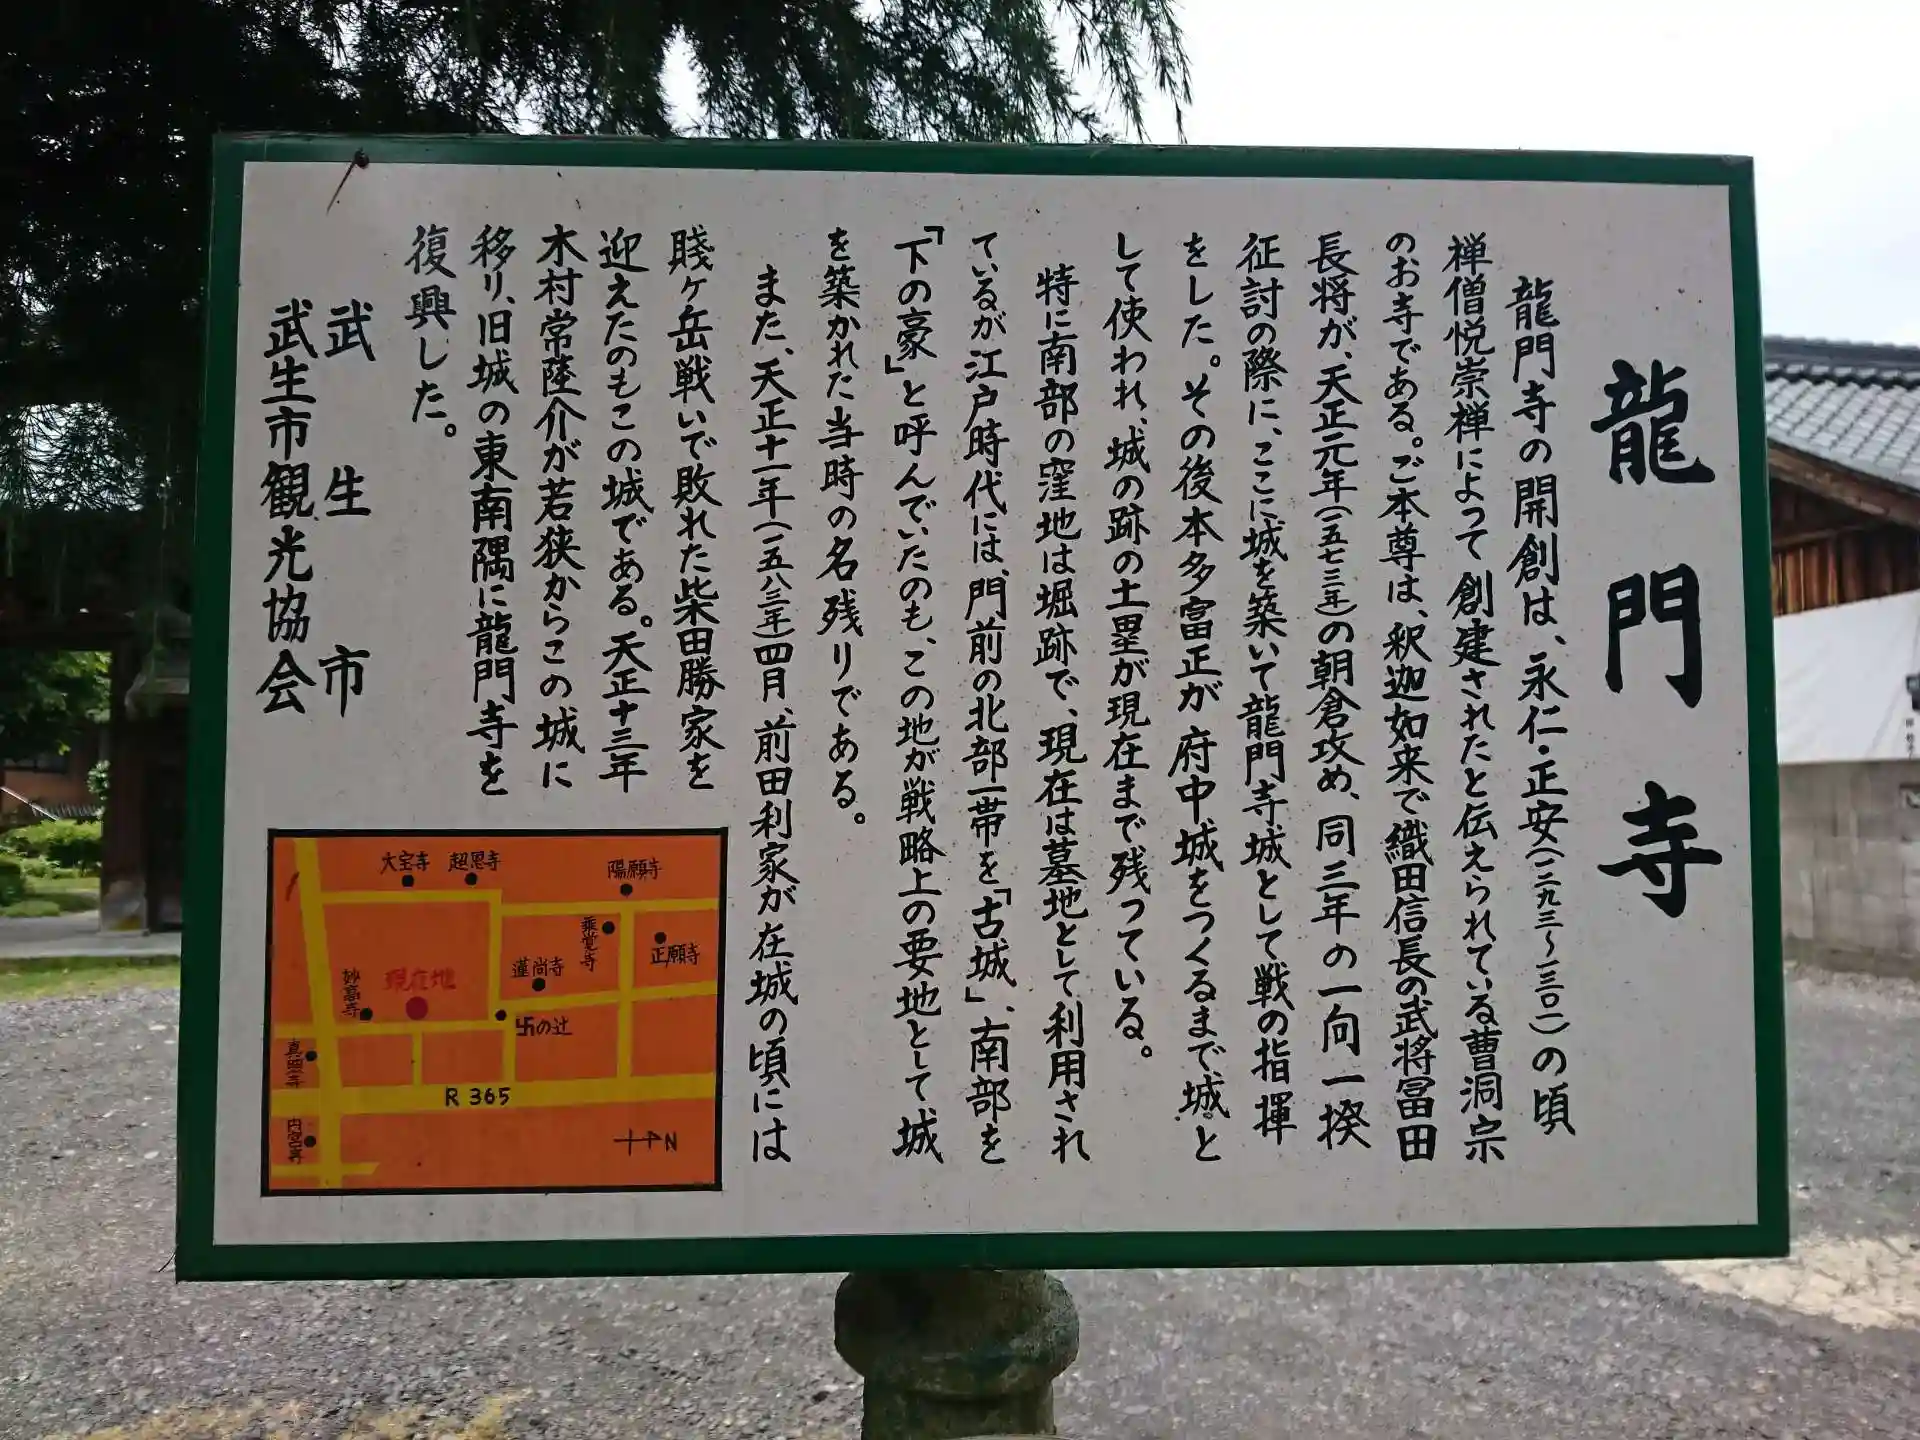 龍門寺
龍門寺の開創は、永仁・正安(一二九三～一三〇一)の頃
禅僧悦崇禅によって創建されたと伝えられている曹洞宗
のお寺である。ご本尊は、釈迦如来で織田信長の武将冨田
長将が、天正元年(一五七三年)の朝倉攻め、同三年の一向一揆
征討の際に、ここに城を築いて龍門寺城として戦の指揮
をした。その後本多富正が府中城をつくるまで城と
して使われ、城の跡の土塁が現在まで残っている。
特に南部の窪地は堀跡で、現在は墓地として利用され
ているが江戸時代には、門前の北部一帯を「古城」、南部を
「下の豪」と呼んでいたのも、この地が戦略上の要地として城
を築かれた当時の名残りである。
また、天正十一年(一五八三年)四月、前田利家が在城の頃には
賤ヶ岳戦いで敗れた柴田勝家を
迎えたのもこの城である。天正十三年
木村常陸介が若狭からこの城に
移り、旧城の東南隅に龍門寺を
復興した。
武生市
武生市観光協会
大宝寺
超恩寺
陽願寺
乗覚寺
正願寺
蓮尚寺
妙高寺
現在地
卐の辻
真照寺
R 365
N